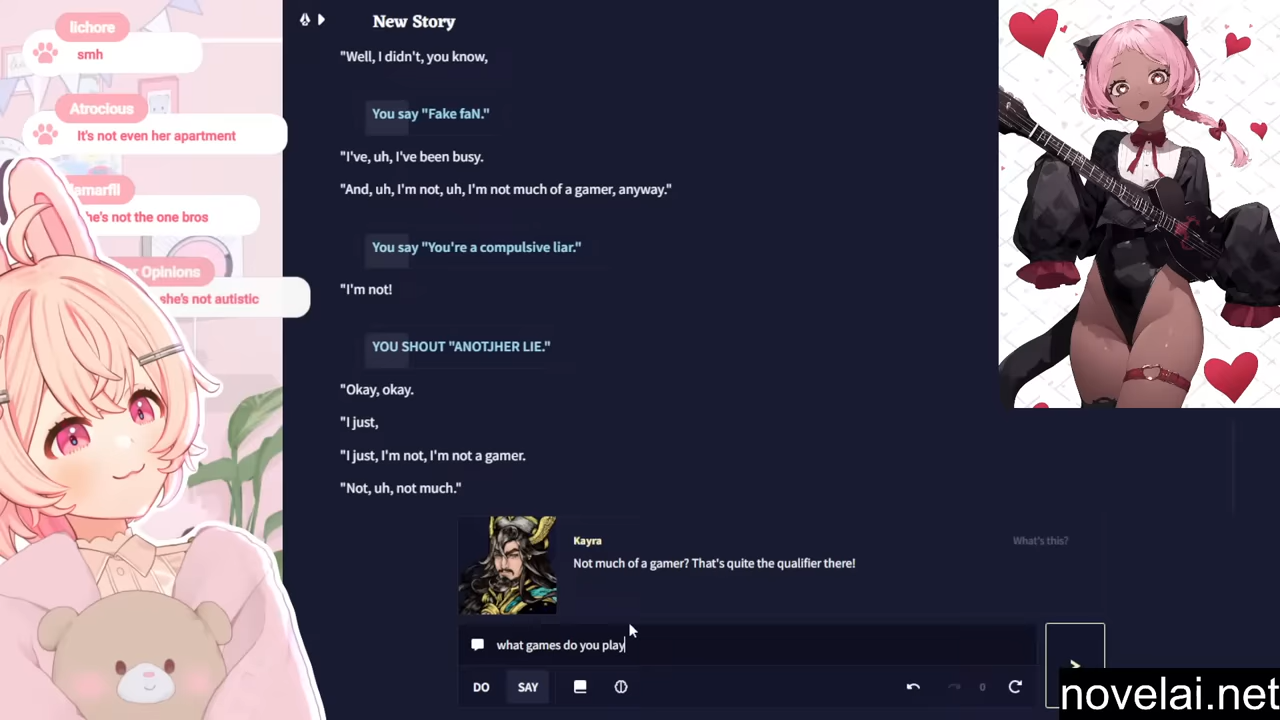 lichore
smh
Atrocious
It's not even her apartment
lamarfll
he's not the one bros
r Opinions
she's not autistic
New Story
"Well, I didn't, you know,
You say "Fake faN."
"I've, uh, I've been busy.
"And, uh, I'm not, uh, I'm not much of a gamer, anyway."
You say "You're a compulsive liar."
"I'm not!
YOU SHOUT "ANOTJHER LIE."
"Okay, okay.
"I just,
"I just, I'm not, I'm not a gamer.
"Not, uh, not much."
Kayra
What's this?
Not much of a gamer? That's quite the qualifier there!
what games do you play
DO
SAY
0
novelai.net